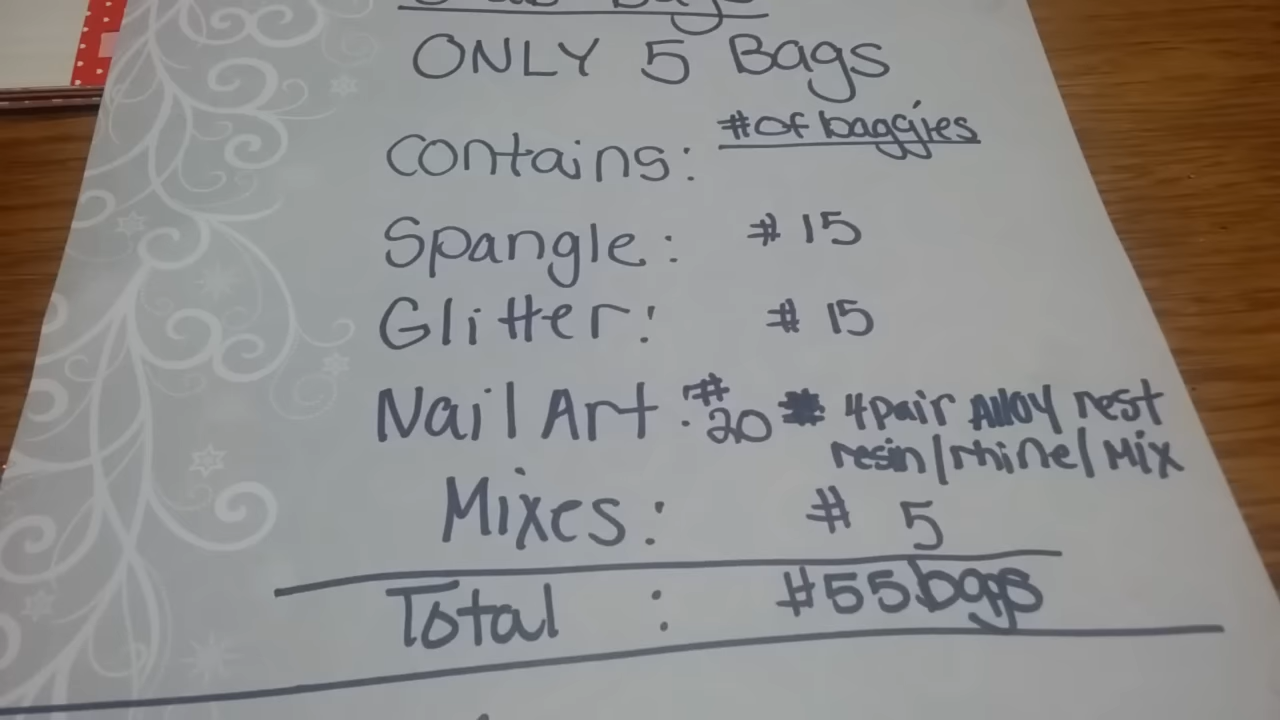 Bags
ONLY 5 Bags
#of baggies
Contains:
Spangle: # 15
Glitter: # 15
Nail Art: #20 # 4pair Alloy rest
resin/rhine/Mix
Mixes: # 5
Total : #55bags